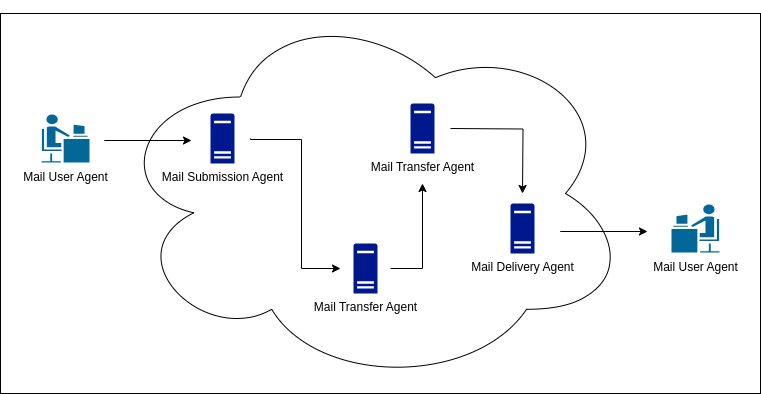 Mail User Agent
Mail Submission Agent
Mail Transfer Agent
Mail Transfer Agent
Mail Delivery Agent
Mail User Agent